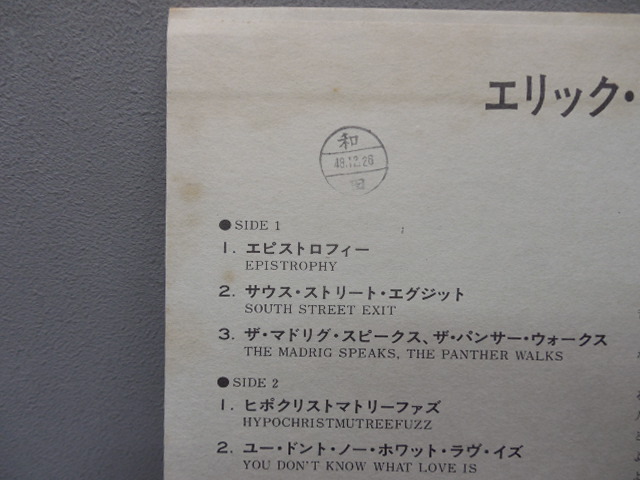 エリック・
和
48.12.26
田
●SIDE 1
1. エピストロフィー
EPISTROPHY
2. サウス・ストリート・エグジット
SOUTH STREET EXIT
3. ザ・マドリグ・スピークス、ザ・パンサー・ウォークス
THE MADRIG SPEAKS, THE PANTHER WALKS
●SIDE 2
1. ヒポクリストマトリーファズ
HYPOCHRISTMUTREEFUZZ
2. ユー・ドント・ノー・ホワット・ラヴ・イズ
YOU DON'T KNOW WHAT LOVE IS